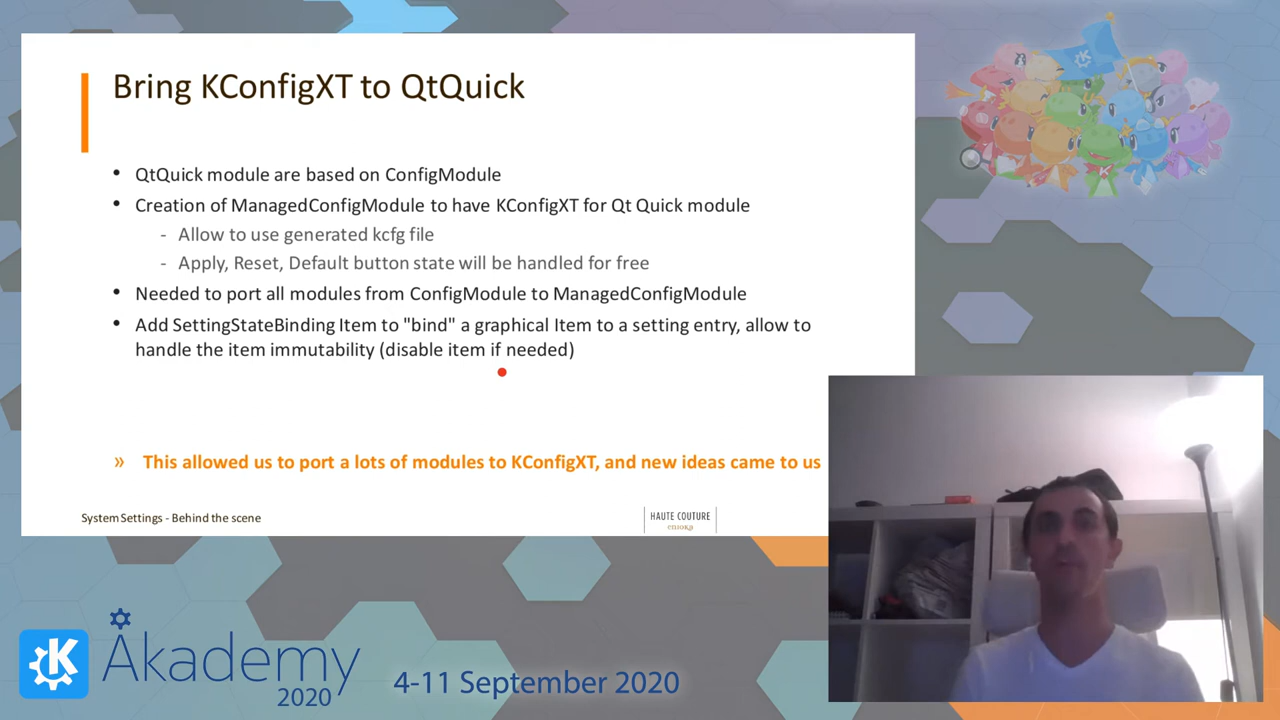 Bring KConfigXT to QtQuick
• QtQuick module are based on ConfigModule
• Creation of ManagedConfigModule to have KConfigXT for Qt Quick module
- Allow to use generated kcfg file
- Apply, Reset, Default button state will be handled for free
• Needed to port all modules from ConfigModule to ManagedConfigModule
• Add SettingStateBinding Item to "bind" a graphical Item to a setting entry, allow to
handle the item immutability (disable item if needed)
» This allowed us to port a lots of modules to KConfigXT, and new ideas came to us
SystemSettings - Behind the scene
HAUTE COUTURE
enioka
Akademy
2020
4-11 September 2020